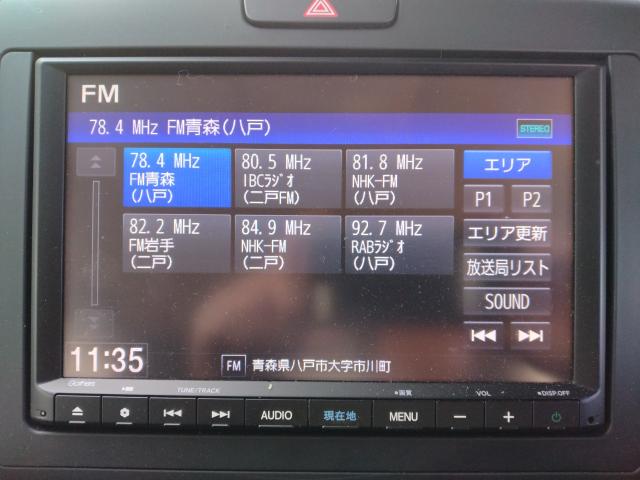 FM
78.4 MHz FM青森(八戸)
STEREO
78.4 MHz
FM青森
(八戸)
80.5 MHz
IBCﾗｼﾞｵ
(二戸FM)
81.8 MHz
NHK-FM
(八戸)
エリア
P1 P2
82.2 MHz
FM岩手
(二戸)
84.9 MHz
NHK-FM
(二戸)
92.7 MHz
RABﾗｼﾞｵ
(八戸)
エリア更新
放送局リスト
SOUND
11:35
FM 青森県八戸市大字市川町
Gathers
TUNE/TRACK
画質
VOL
DISP.OFF
AUDIO 現在地 MENU − +